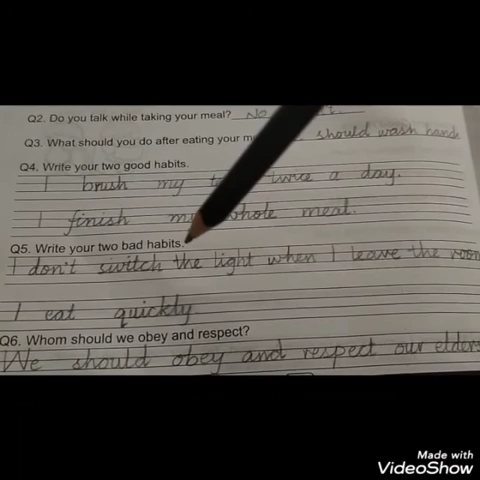 Q2. Do you talk while taking your meal? No
Q3. What should you do after eating your should wash hands
Q4. Write your two good habits.
I brush my twice a day.
I finish my whole meal.
Q5. Write your two bad habits.
I don't switch the light when I leave the room
I eat quickly
Q6. Whom should we obey and respect?
We should obey and respect our elders
Made with
VideoShow